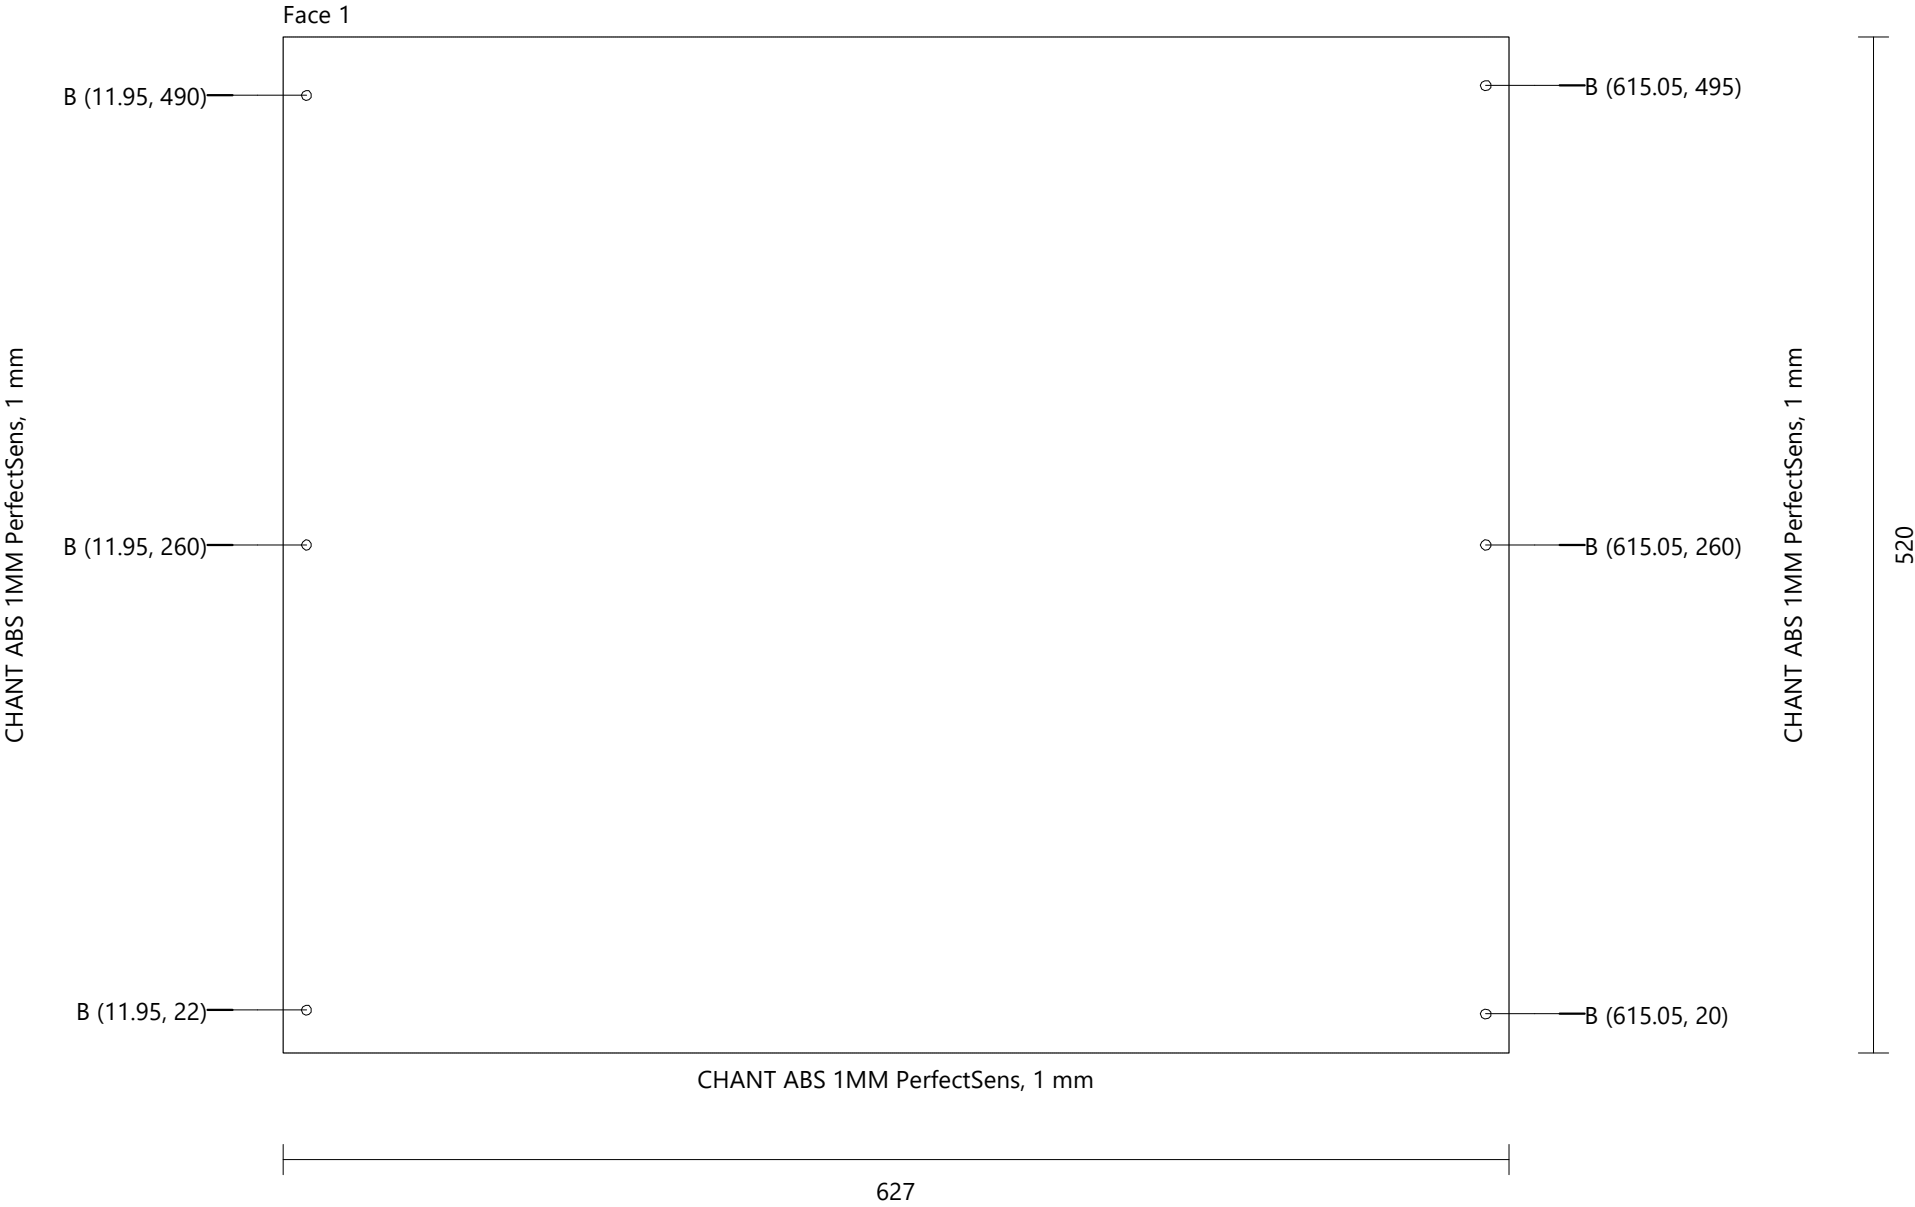 Face 1
B (11.95, 490)
B (615.05, 495)
CHANT ABS 1MM PerfectSens, 1 mm
CHANT ABS 1MM PerfectSens, 1 mm
B (11.95, 260)
B (615.05, 260)
520
B (11.95, 22)
B (615.05, 20)
CHANT ABS 1MM PerfectSens, 1 mm
627